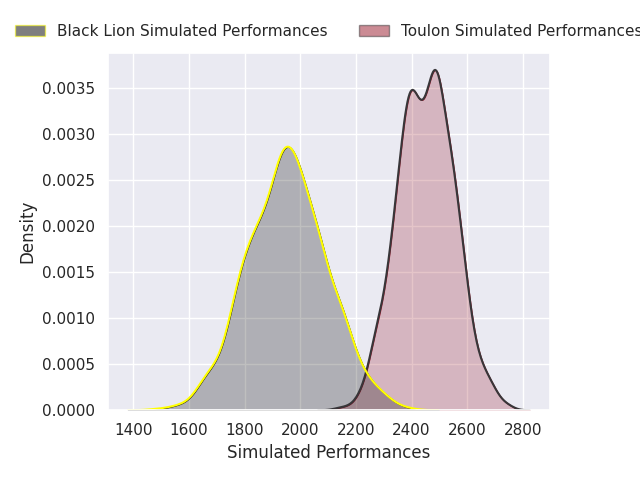 Black Lion Simulated Performances
Toulon Simulated Performances
0.0035
0.0030
0.0025
0.0020
0.0015
0.0010
0.0005
0.0000
Density
1400 1600 1800 2000 2200 2400 2600 2800
Simulated Performances